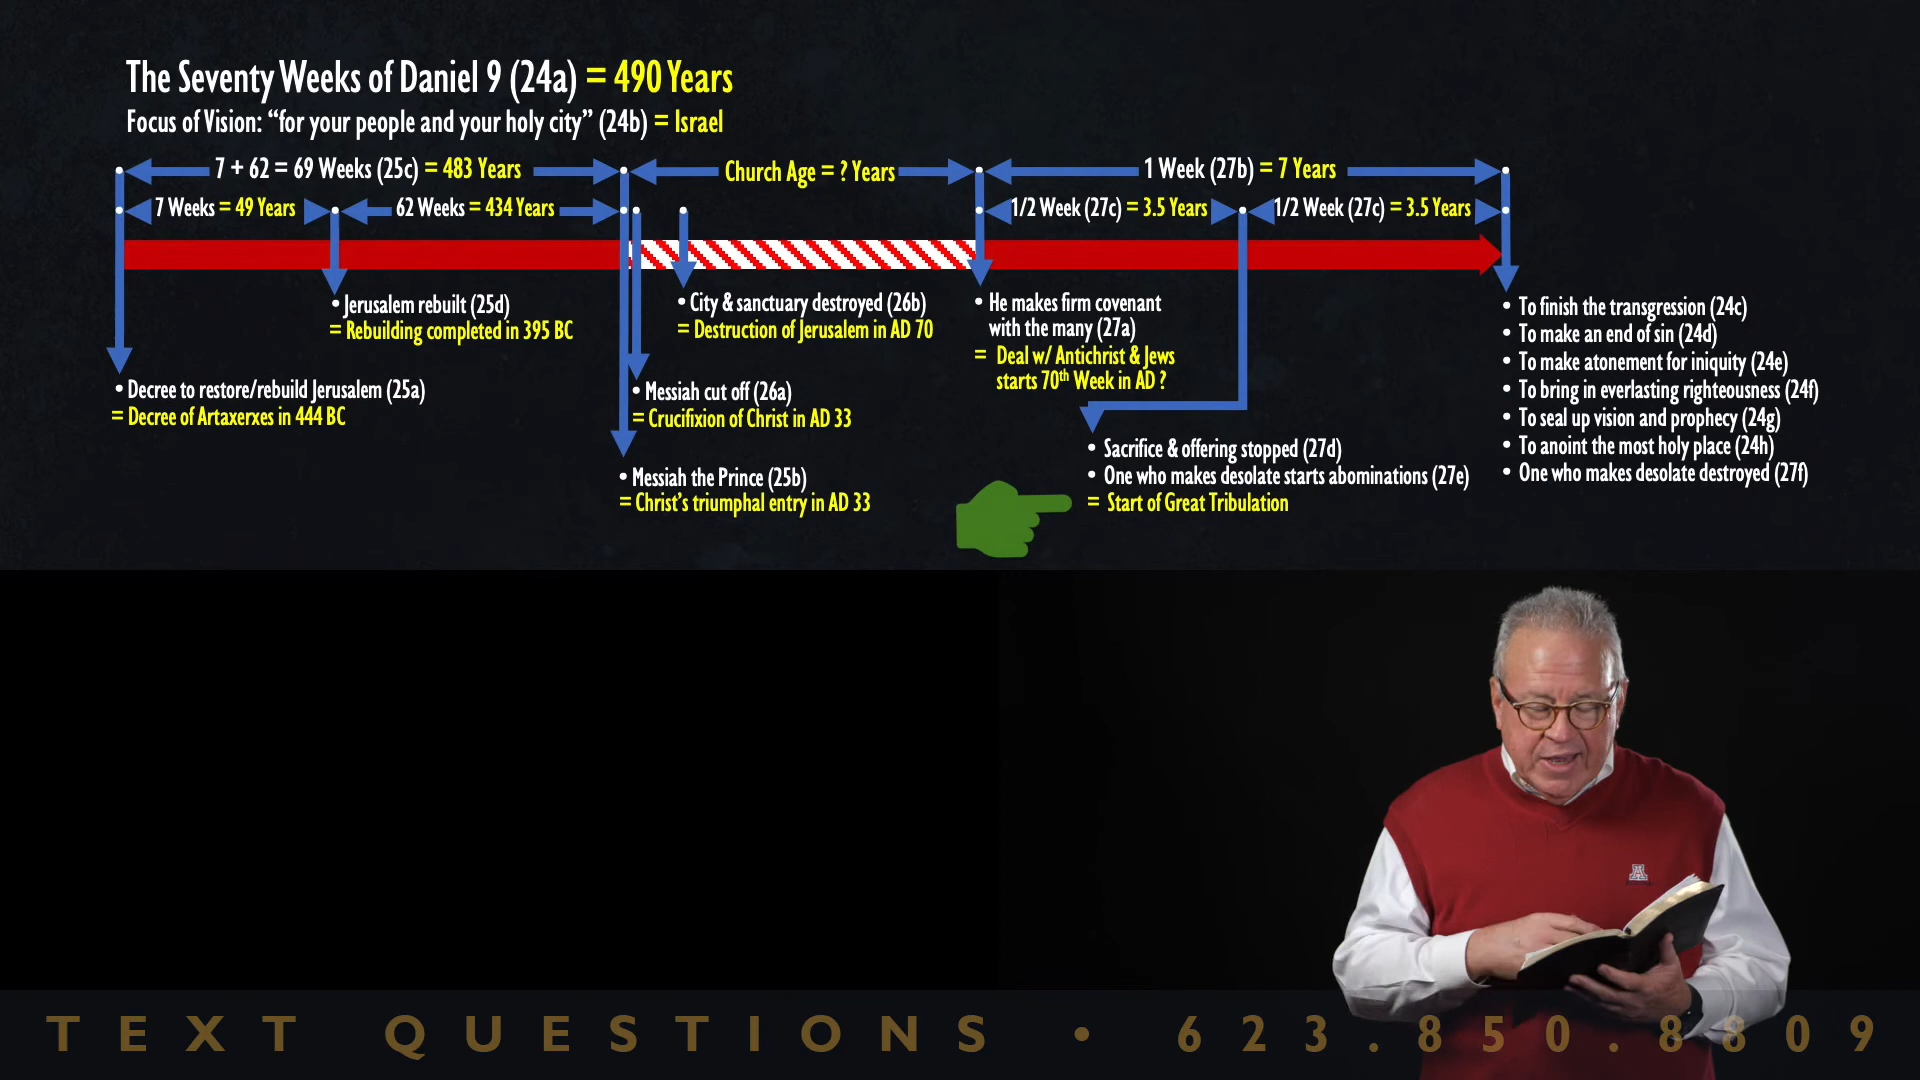 The Seventy Weeks of Daniel 9 (24a) = 490 Years
Focus of Vision: “for your people and your holy city” (24b) = Israel
7 + 62 = 69 Weeks (25c) = 483 Years
Church Age = ? Years
1 Week (27b) = 7 Years
7 Weeks = 49 Years
62 Weeks = 434 Years
1/2 Week (27c) = 3.5 Years
1/2 Week (27c) = 3.5 Years
• Jerusalem rebuilt (25d)
= Rebuilding completed in 395 BC
• Decree to restore/rebuild Jerusalem (25a)
= Decree of Artaxerxes in 444 BC
• City & sanctuary destroyed (26b)
= Destruction of Jerusalem in AD 70
• Messiah cut off (26a)
= Crucifixion of Christ in AD 33
• Messiah the Prince (25b)
= Christ’s triumphal entry in AD 33
• He makes firm covenant
with the many (27a)
= Deal w/ Antichrist & Jews
starts 70th Week in AD ?
• Sacrifice & offering stopped (27d)
• One who makes desolate starts abominations (27e)
= Start of Great Tribulation
• To finish the transgression (24c)
• To make an end of sin (24d)
• To make atonement for iniquity (24e)
• To bring in everlasting righteousness (24f)
• To seal up vision and prophecy (24g)
• To anoint the most holy place (24h)
• One who makes desolate destroyed (27f)
A
TEXT QUESTIONS • 623.850.8809